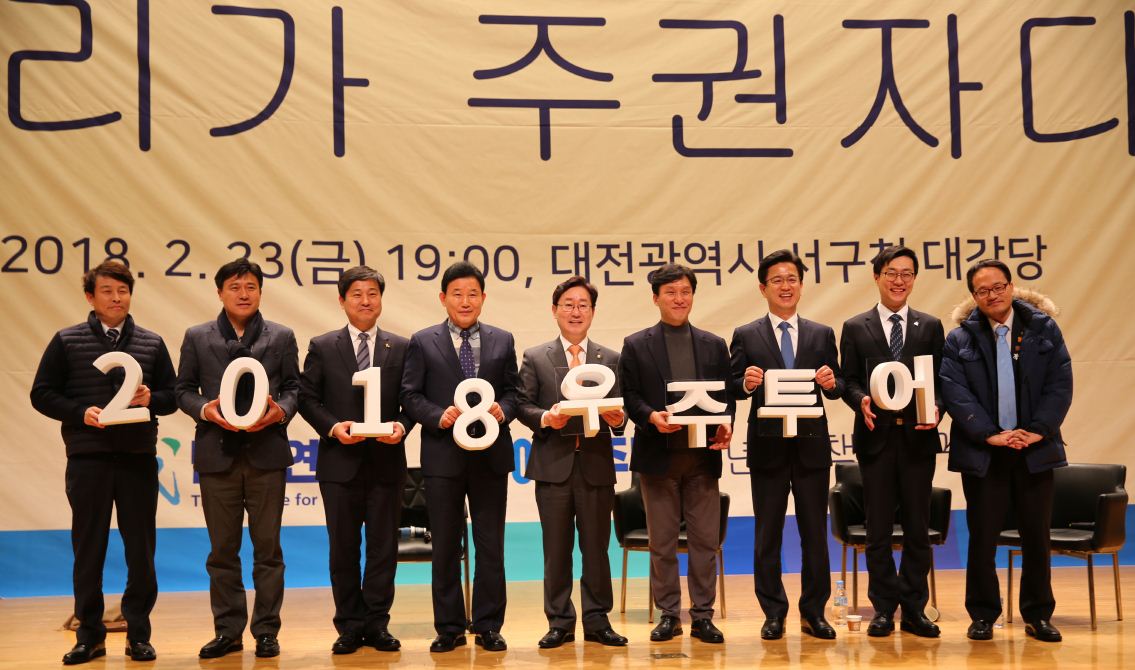 리가 주권자다
2018. 2. 23(금) 19:00, 대전광역시 서구청 대강당
2018우주투어